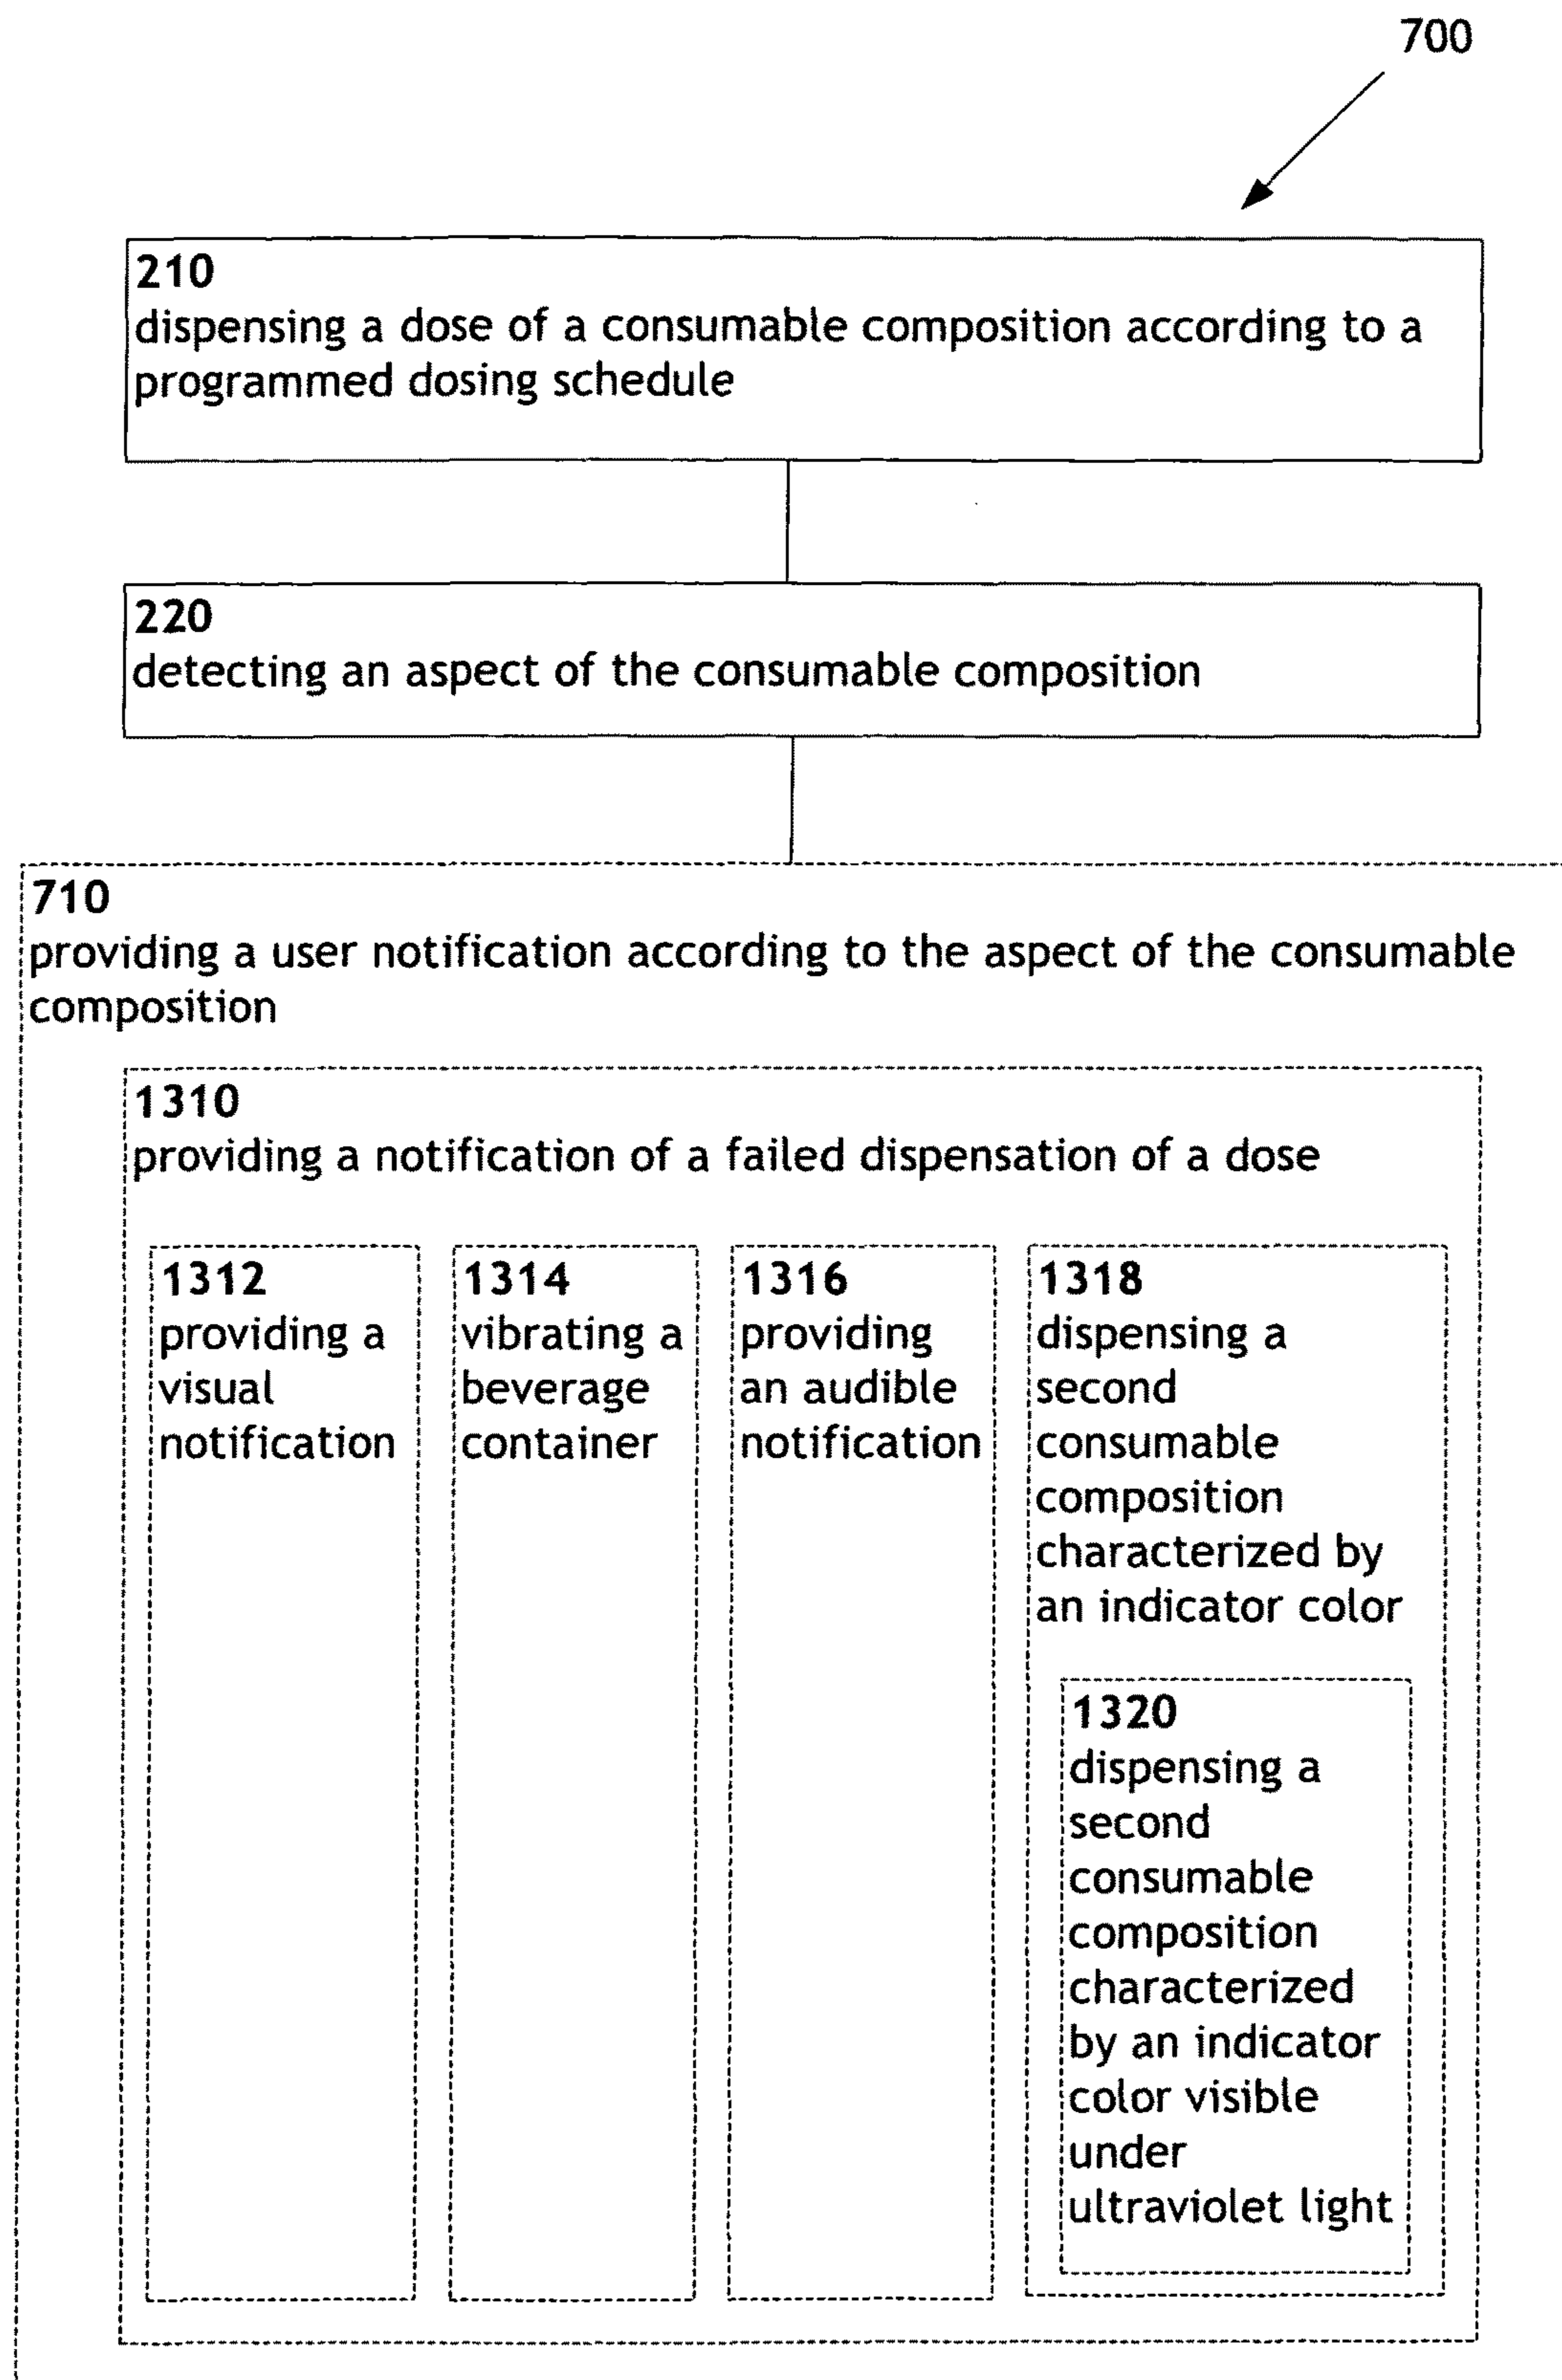 700
210
dispensing a dose of a consumable composition according to a
programmed dosing schedule
220
detecting an aspect of the consumable composition
710
providing a user notification according to the aspect of the consumable
composition
1310
providing a notification of a failed dispensation of a dose
1312
providing a
visual
notification
1314
vibrating a
beverage
container
1316
providing
an audible
notification
1318
dispensing a
second
consumable
composition
characterized by
an indicator color
1320
dispensing a
second
consumable
composition
characterized
by an indicator
color visible
under
ultraviolet light